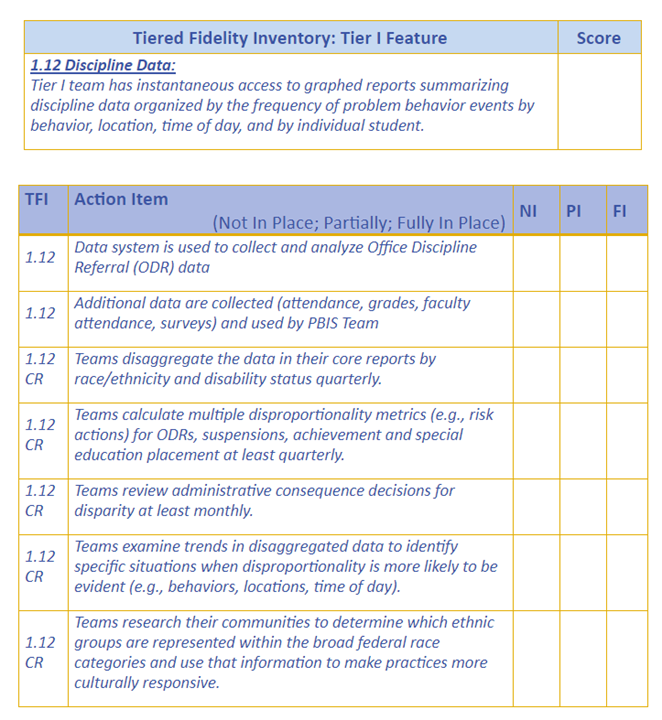 Tiered Fidelity Inventory: Tier I Feature Score
1.12 Discipline Data:
Tier I team has instantaneous access to graphed reports summarizing
discipline data organized by the frequency of problem behavior events by
behavior, location, time of day, and by individual student.
TFI Action Item
(Not In Place; Partially; Fully In Place) NI PI FI
1.12 Data system is used to collect and analyze Office Discipline
Referral (ODR) data
1.12 Additional data are collected (attendance, grades, faculty
attendance, surveys) and used by PBIS Team
1.12 Teams disaggregate the data in their core reports by
CR race/ethnicity and disability status quarterly.
1.12 CR Teams calculate multiple disproportionality metrics (e.g., risk
actions) for ODRs, suspensions, achievement and special
education placement at least quarterly.
1.12 Teams review administrative consequence decisions for
CR disparity at least monthly.
1.12 CR Teams examine trends in disaggregated data to identify
specific situations when disproportionality is more likely to be
evident (e.g., behaviors, locations, time of day).
1.12 CR Teams research their communities to determine which ethnic
groups are represented within the broad federal race
categories and use that information to make practices more
culturally responsive.